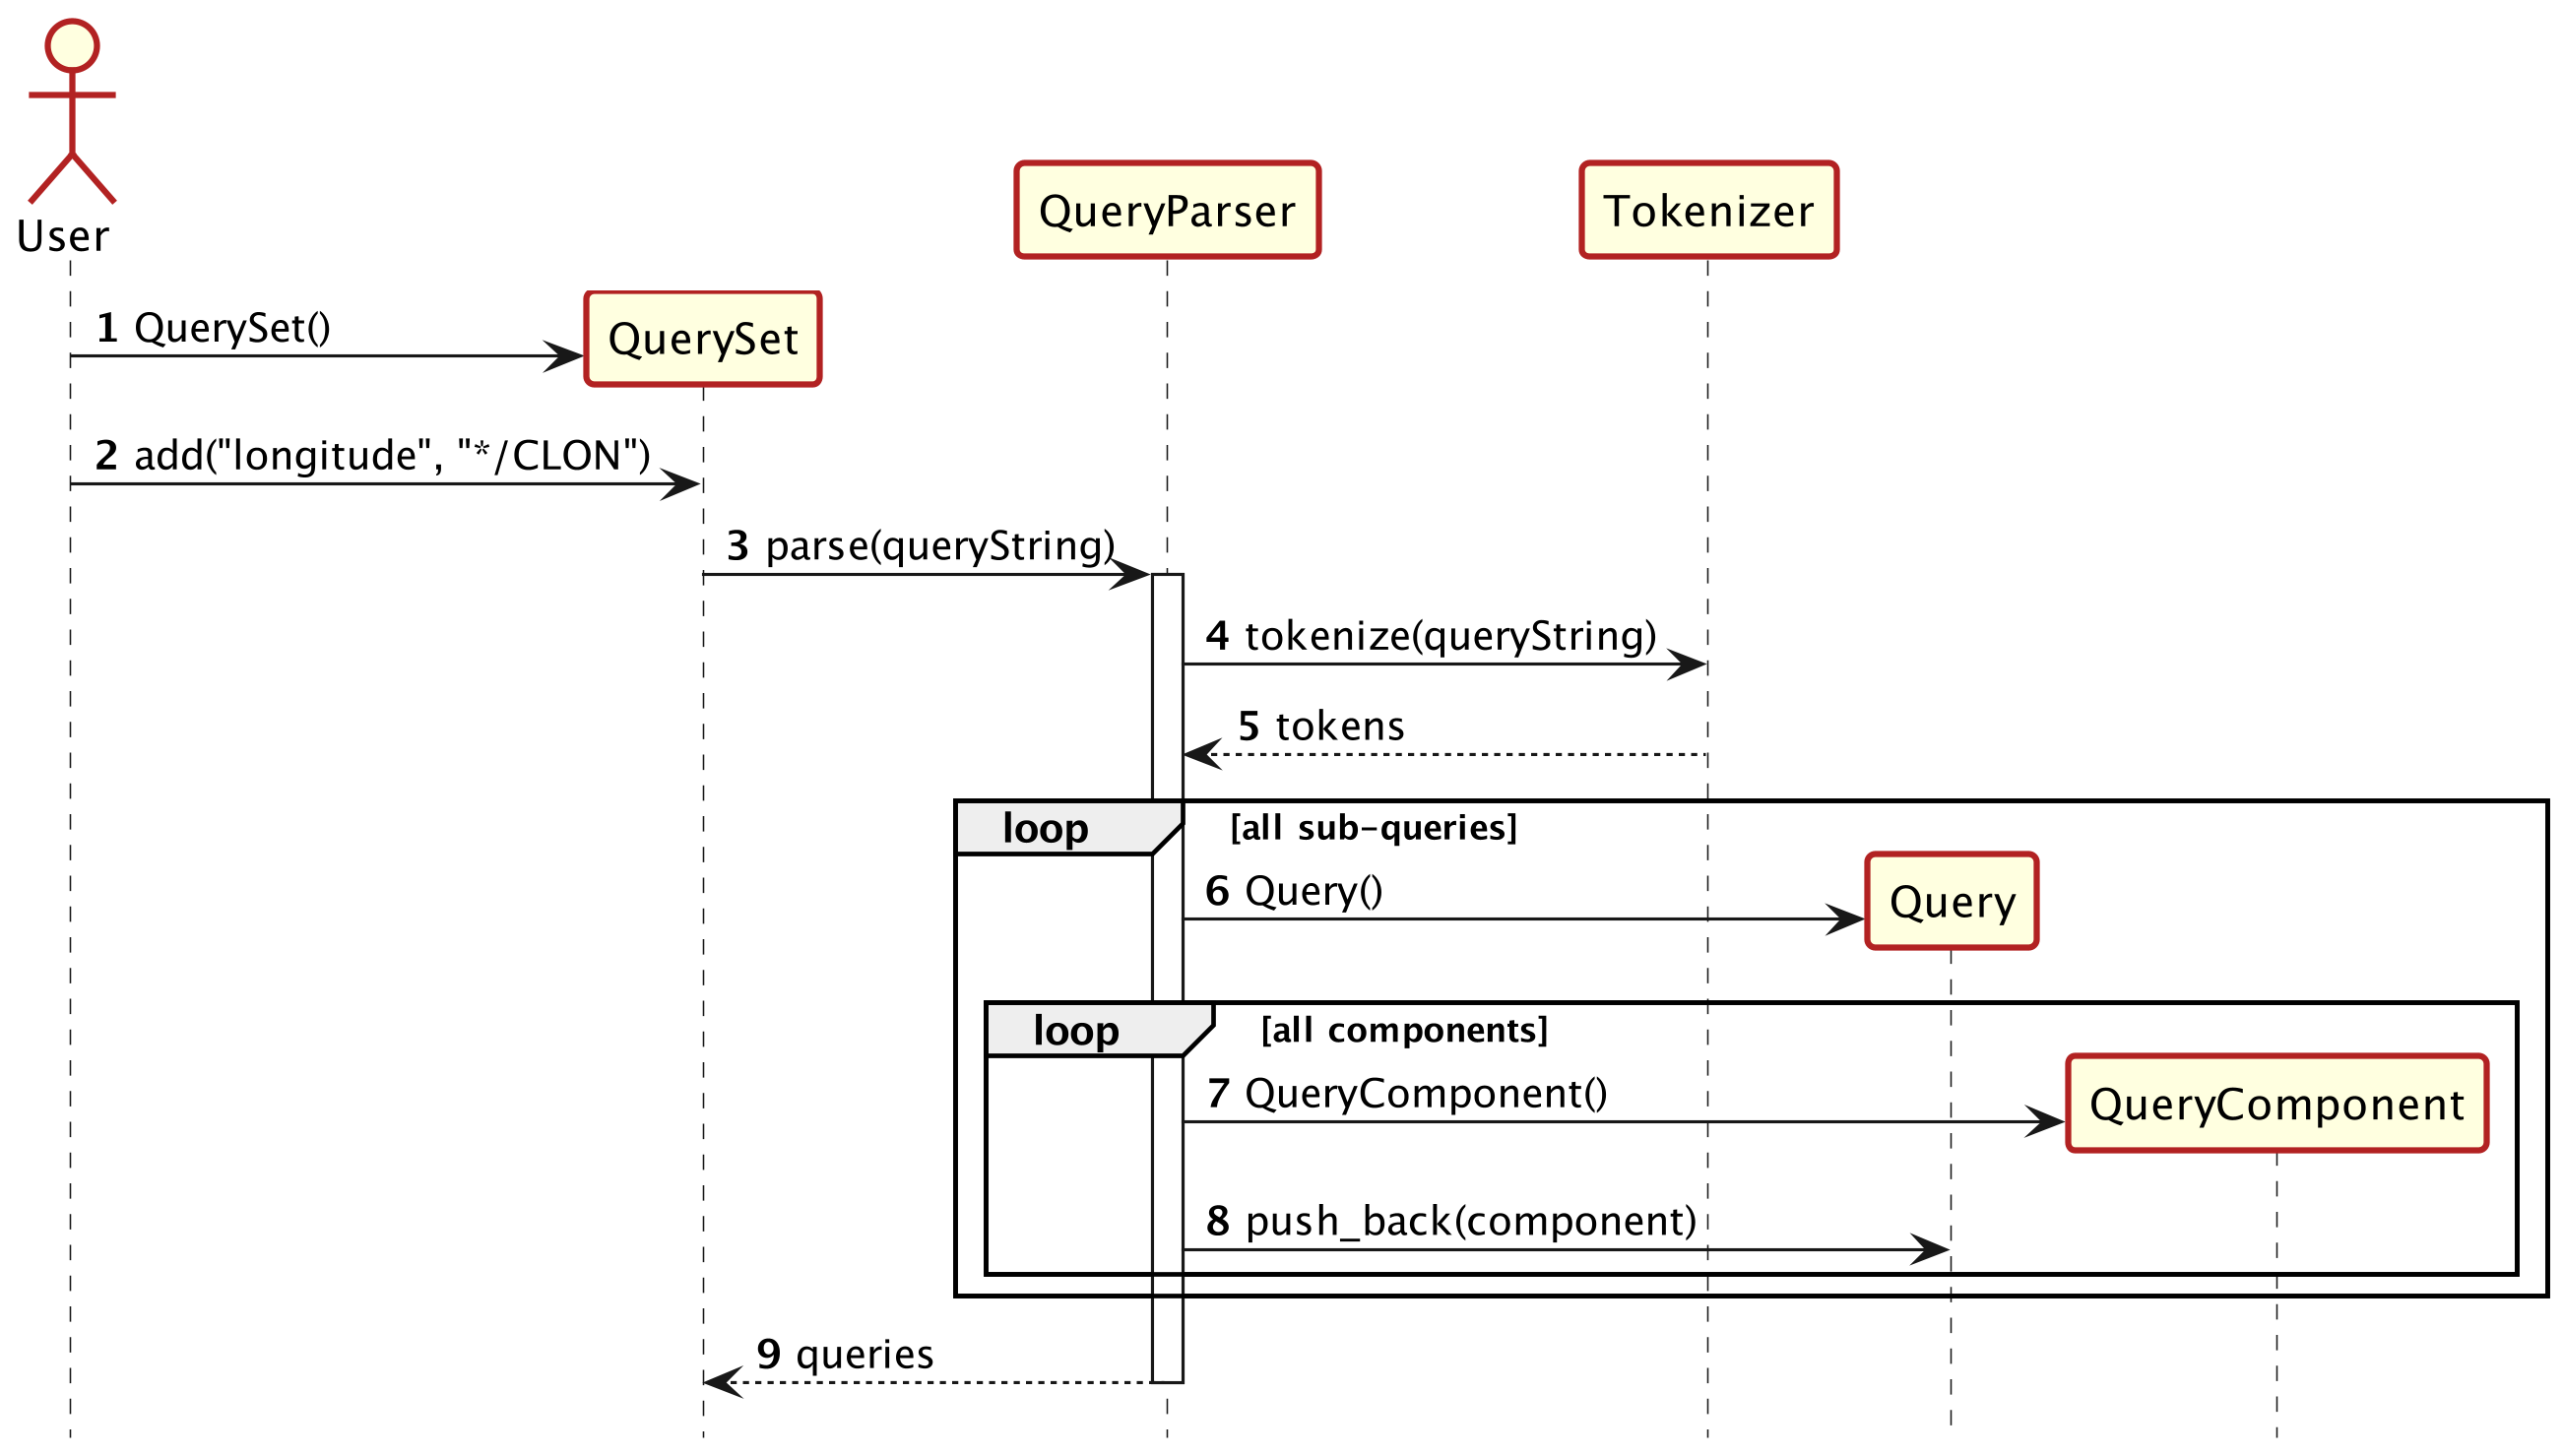 User
QueryParser
Tokenizer
1 QuerySet()
QuerySet
2 add("longitude", "*/CLON")
3 parse(queryString)
4 tokenize(queryString)
5 tokens
loop [all sub-queries]
6 Query()
Query
loop [all components]
7 QueryComponent()
QueryComponent
8 push_back(component)
9 queries